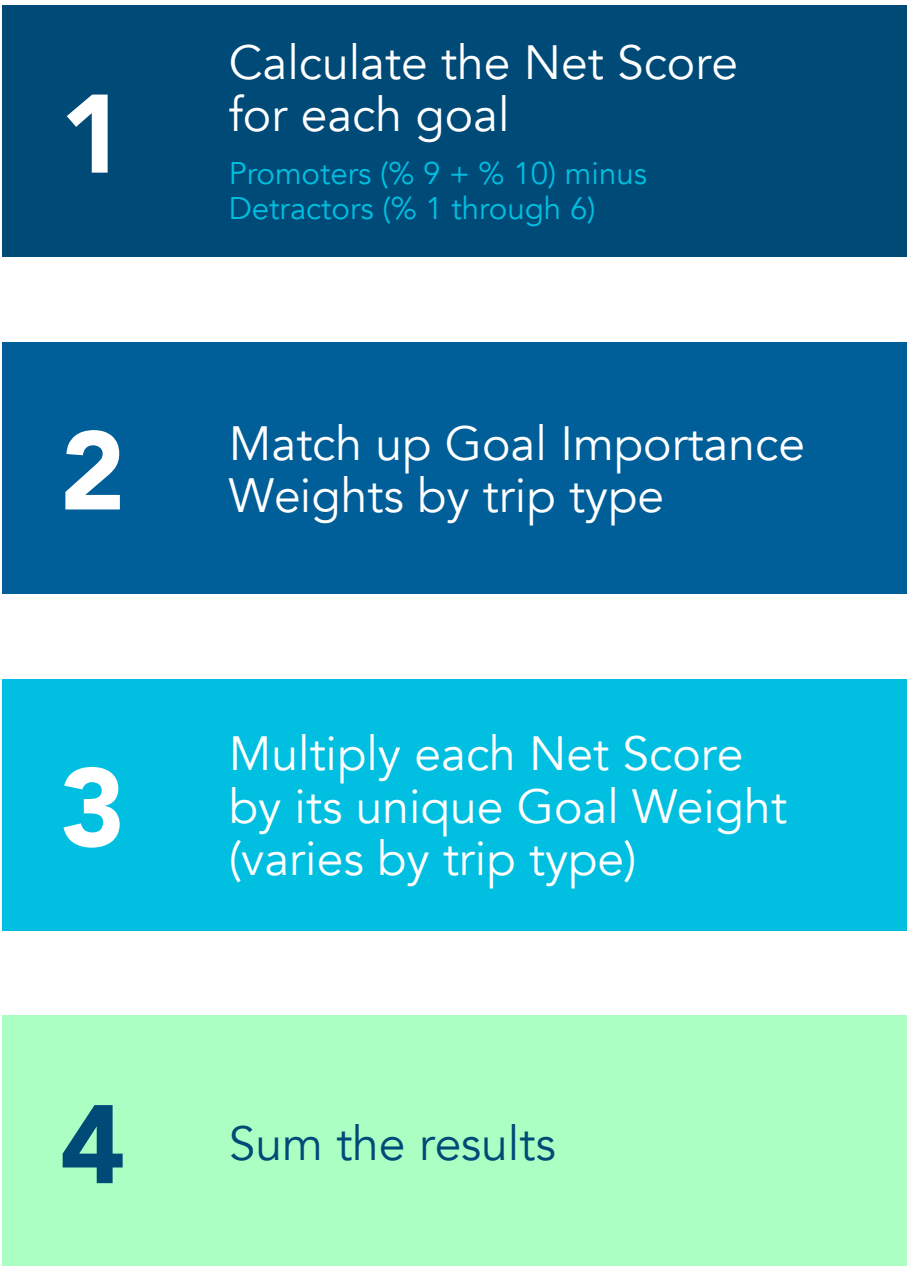 1
Calculate the Net Score
for each goal
Promoters (% 9 + % 10) minus
Detractors (% 1 through 6)
2
Match up Goal Importance
Weights by trip type
3
Multiply each Net Score
by its unique Goal Weight
(varies by trip type)
4
Sum the results